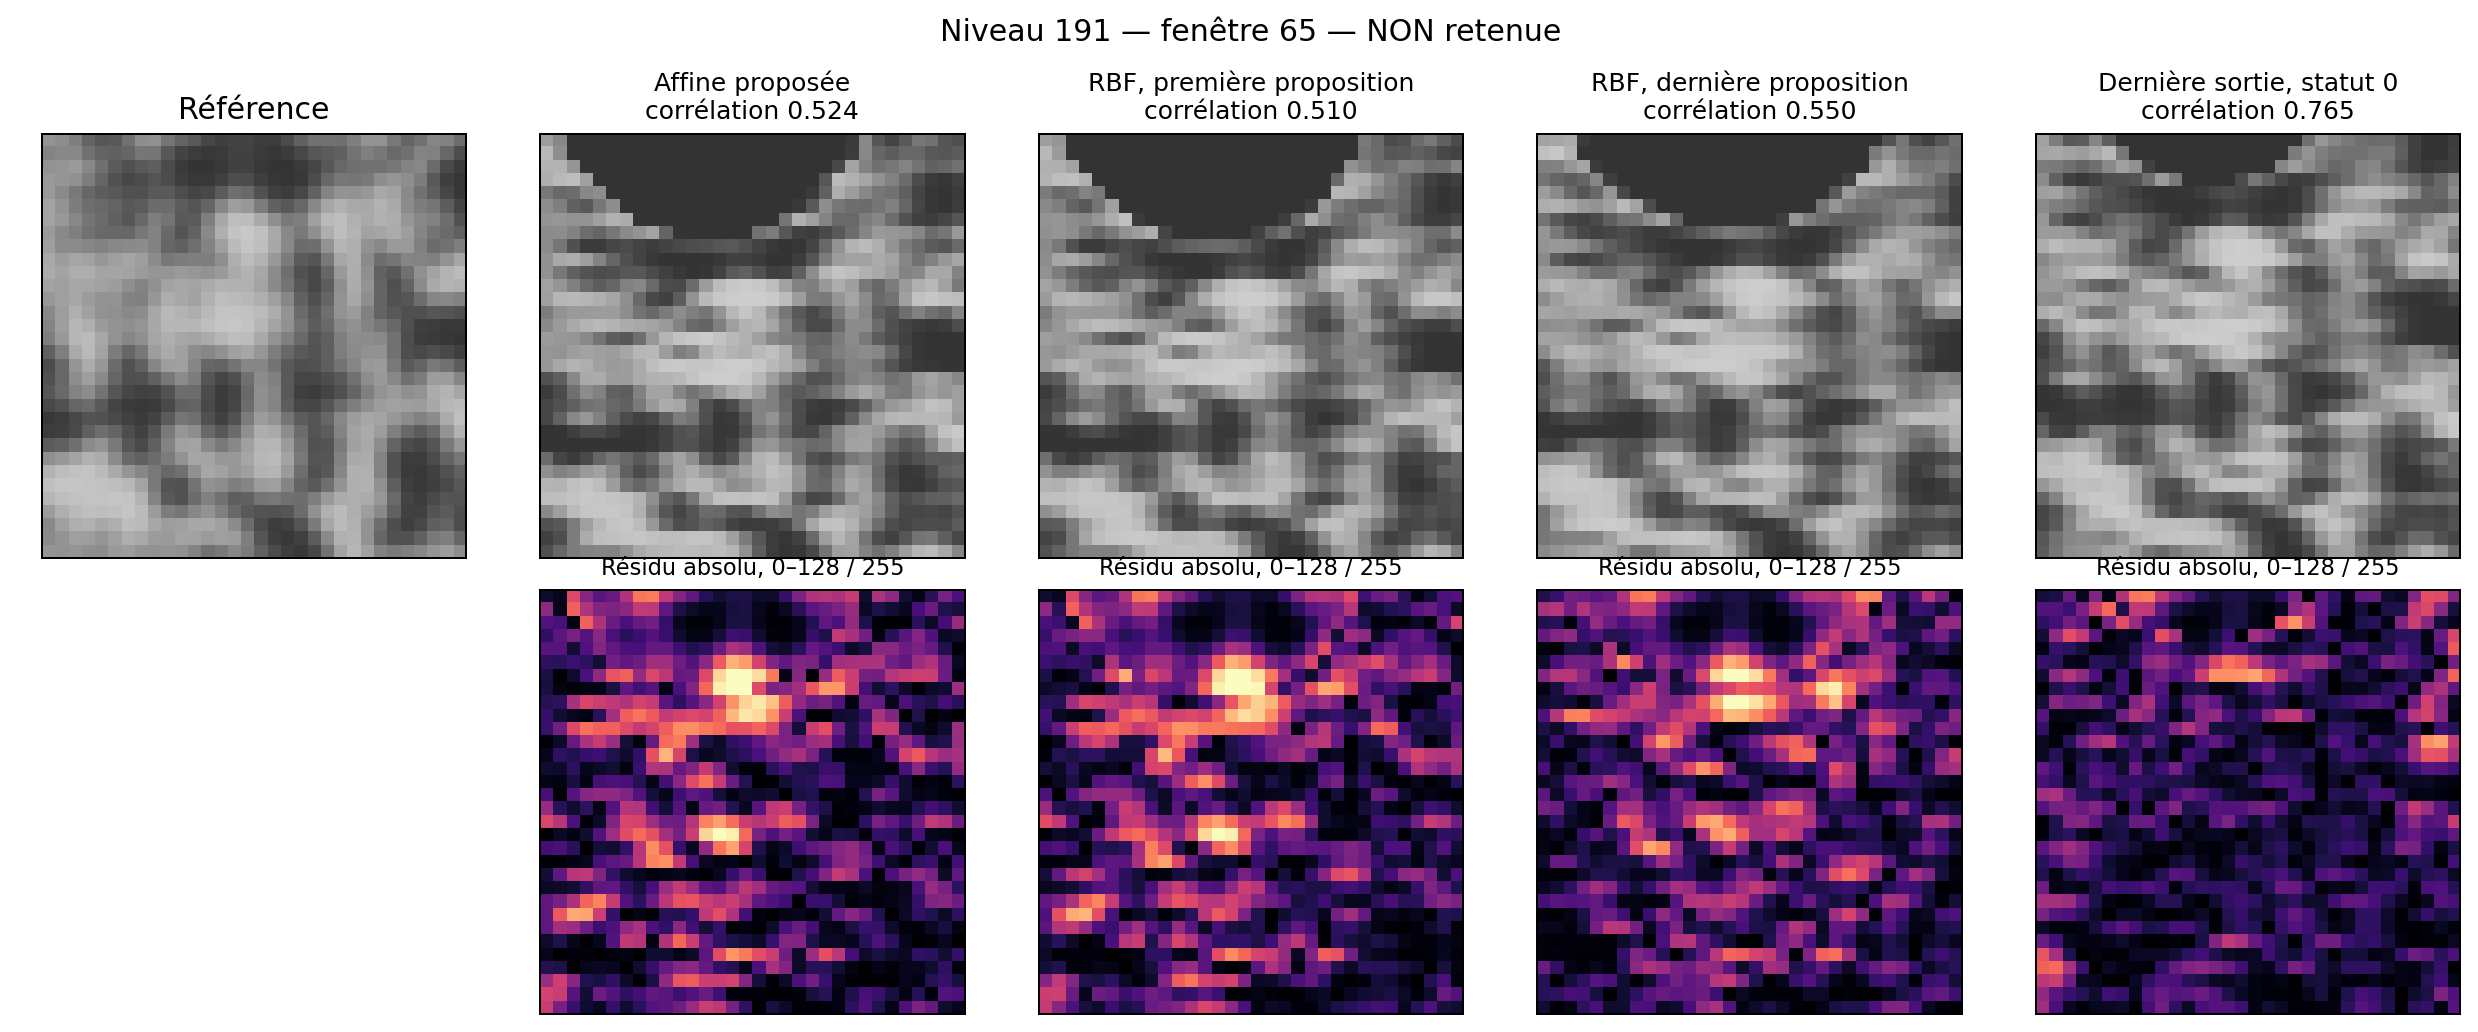 Niveau 191 — fenêtre 65 — NON retenue
Référence
Affine proposée
corrélation 0.524
RBF, première proposition
corrélation 0.510
RBF, dernière proposition
corrélation 0.550
Dernière sortie, statut 0
corrélation 0.765
Résidu absolu, 0–128 / 255
Résidu absolu, 0–128 / 255
Résidu absolu, 0–128 / 255
Résidu absolu, 0–128 / 255